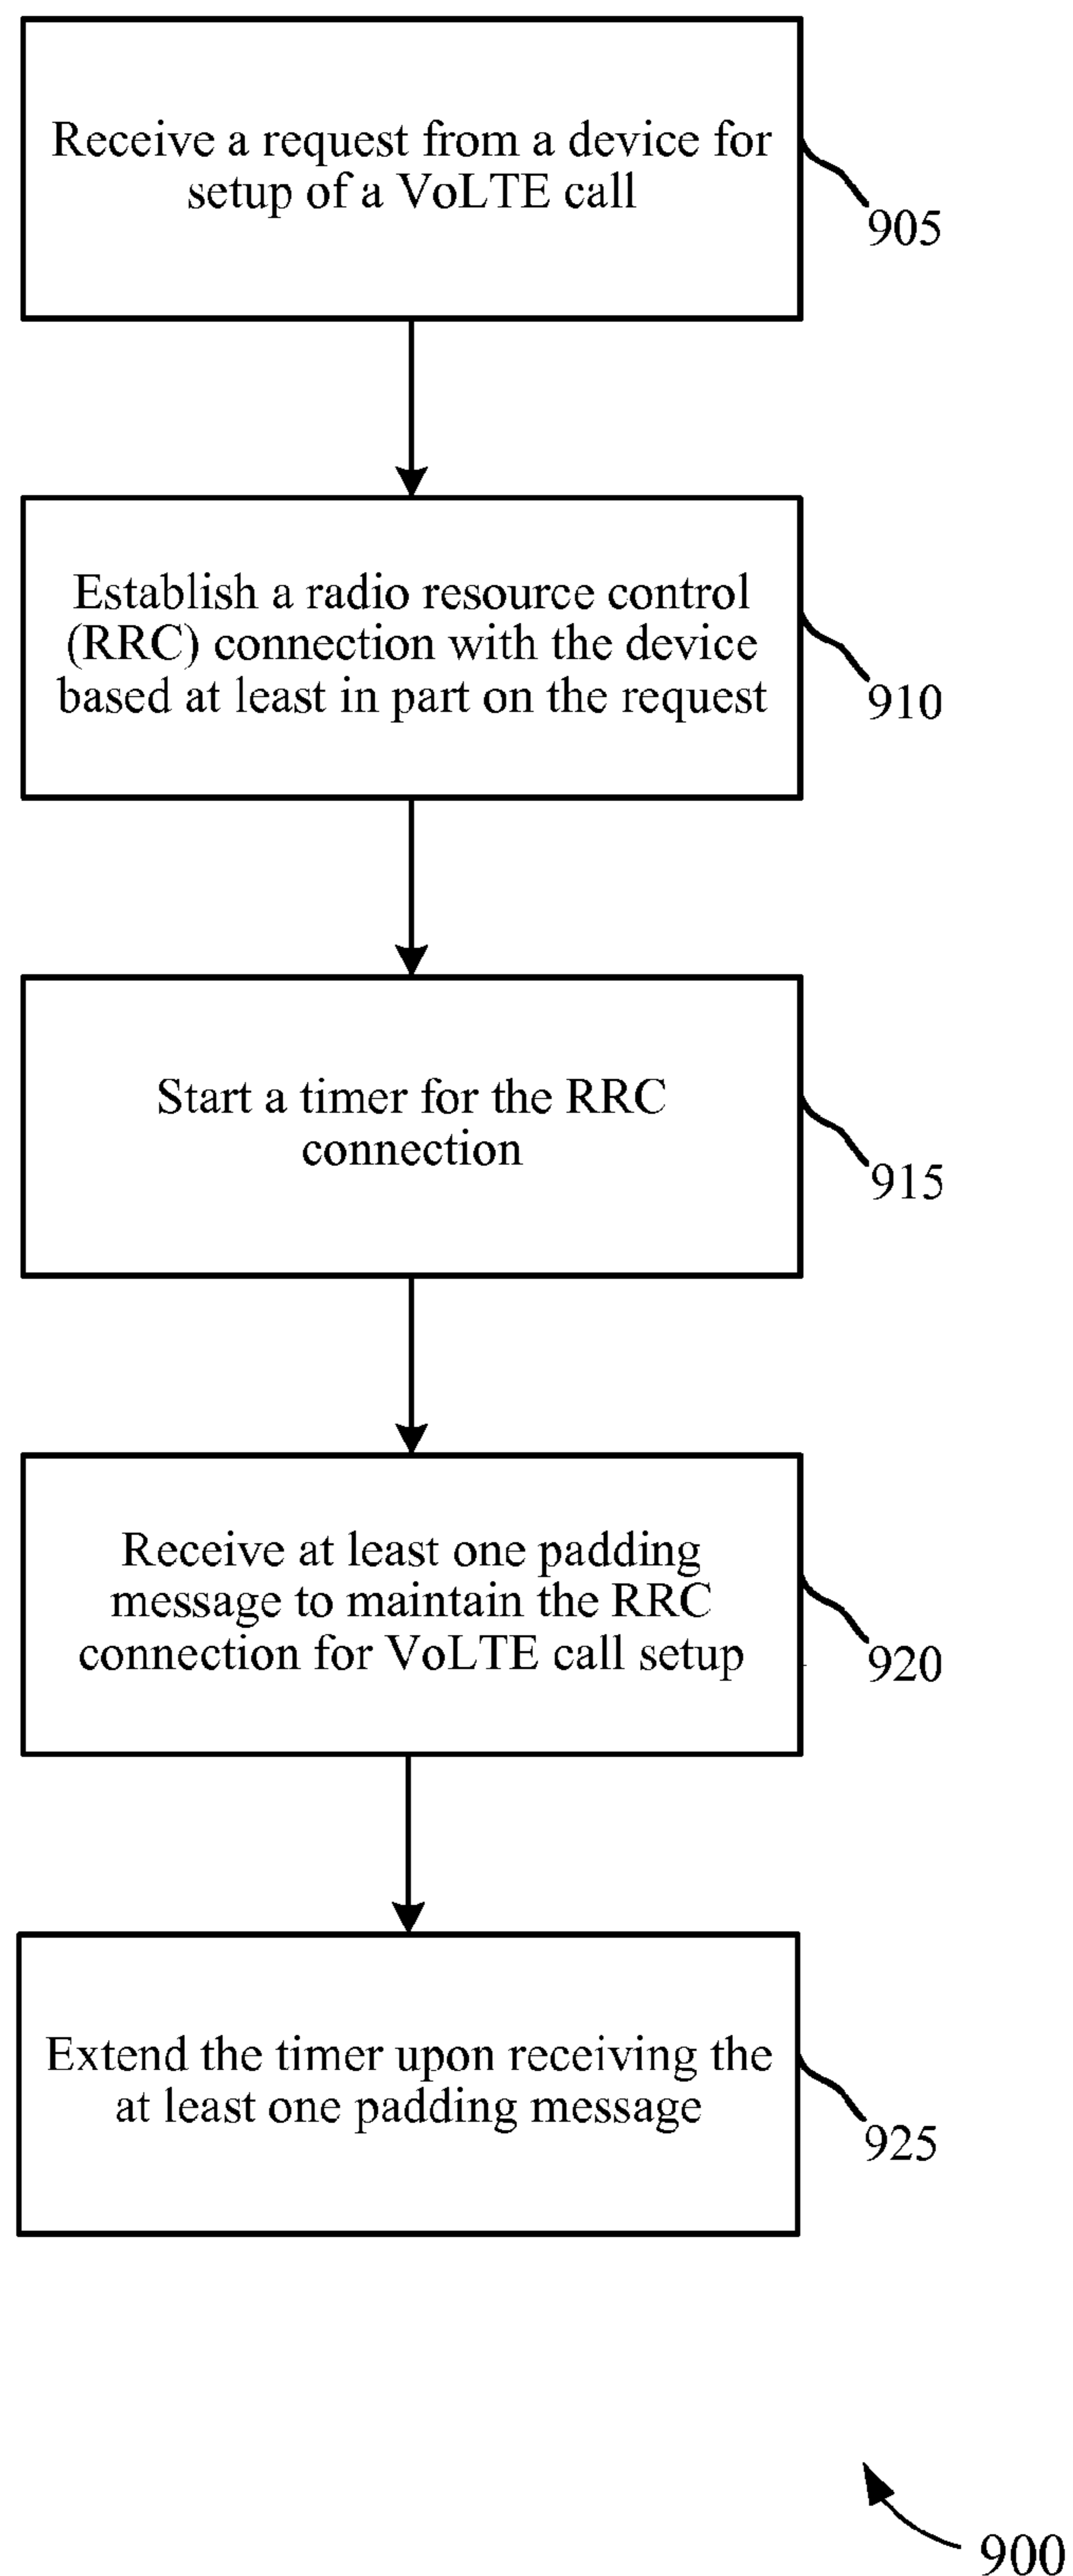 Receive a request from a device for
setup of a VoLTE call
905
Establish a radio resource control
(RRC) connection with the device
based at least in part on the request
910
Start a timer for the RRC
connection
915
Receive at least one padding
message to maintain the RRC
connection for VoLTE call setup
920
Extend the timer upon receiving the
at least one padding message
925
900